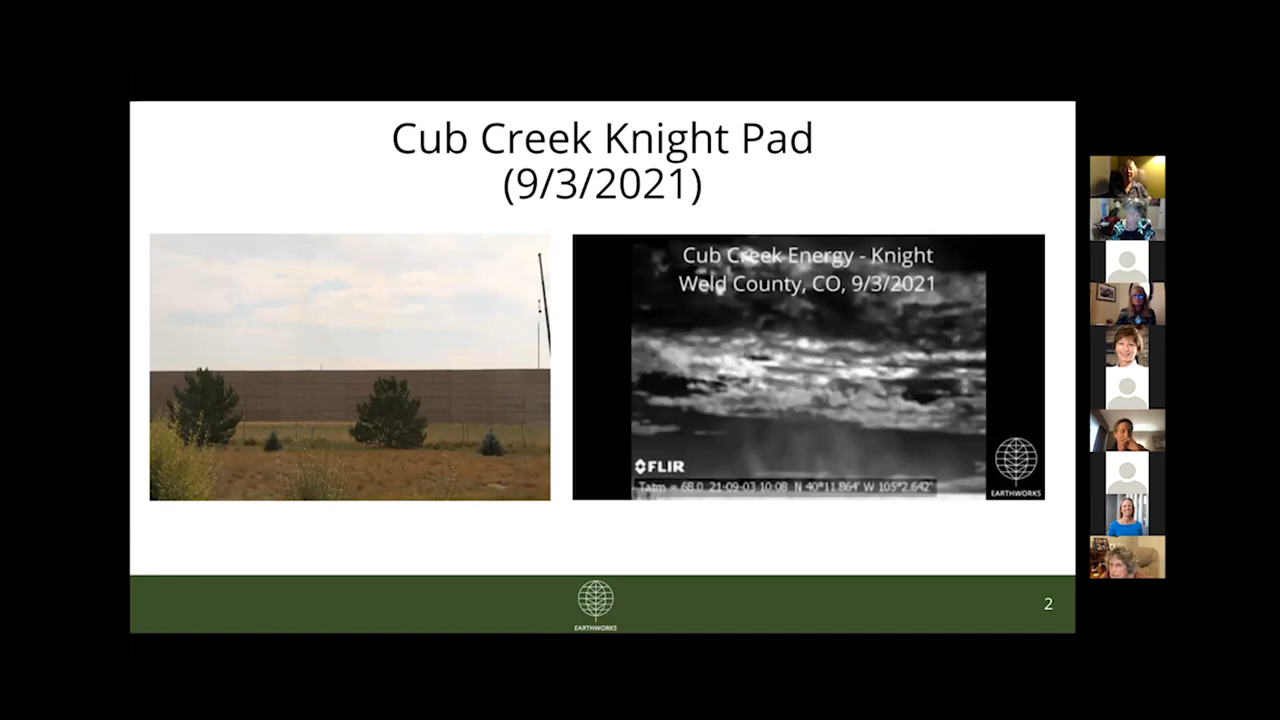 Cub Creek Knight Pad
(9/3/2021)
Cub Creek Energy - Knight
Weld County, CO, 9/3/2021
FLIR
Tatm = 68.0 21-09-03 10:08 N 40°11.864' W 105°2.642'
EARTHWORKS
EARTHWORKS
2